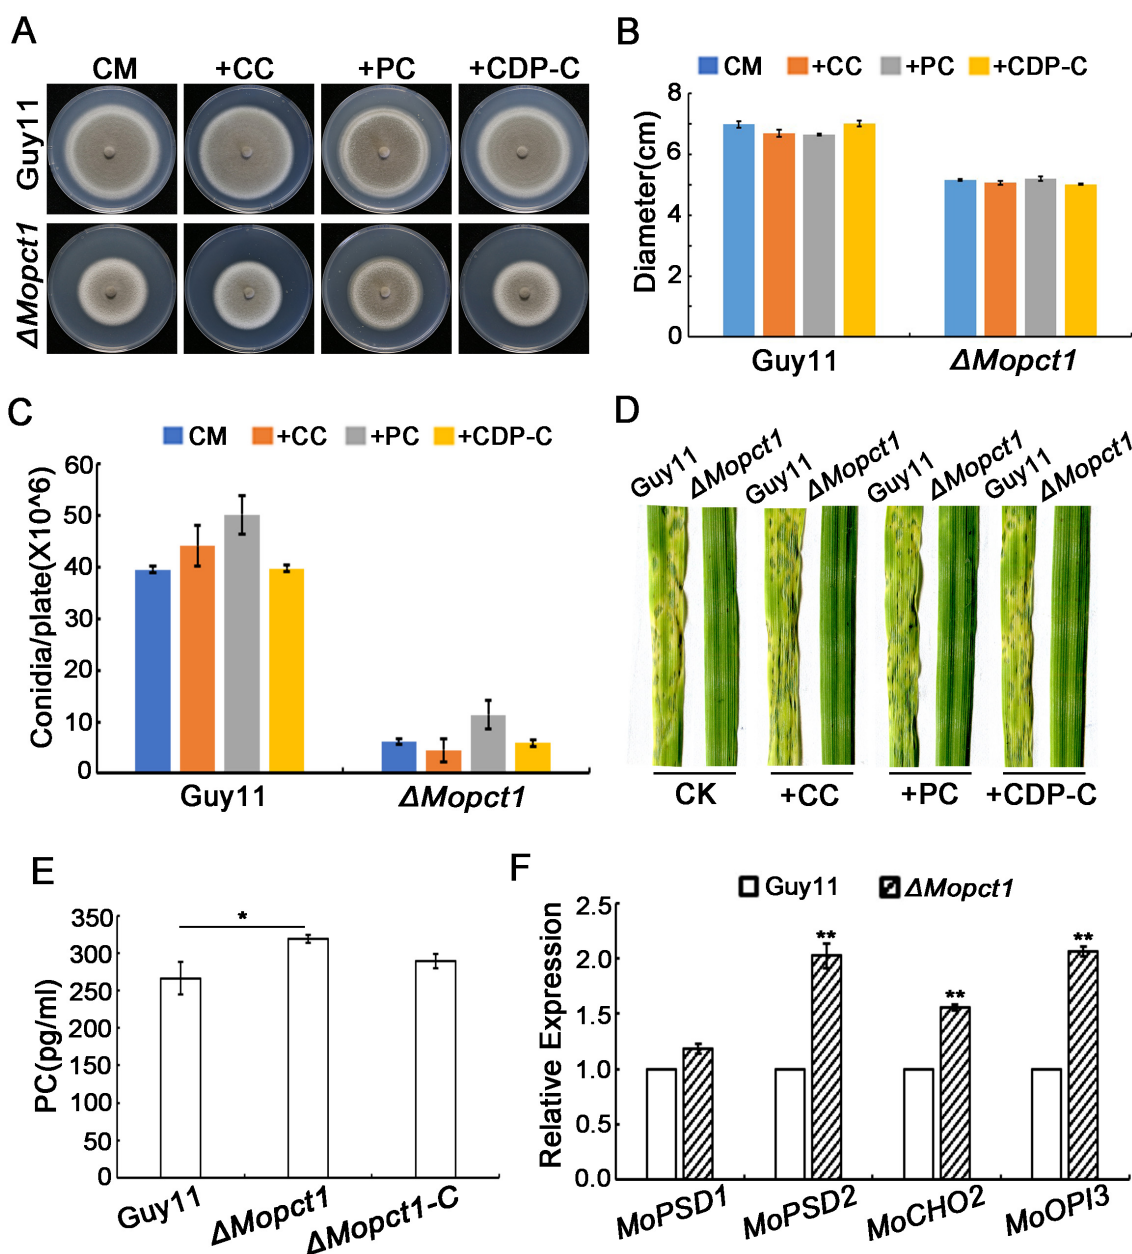 A
CM +CC +PC +CDP-C
Guy11
ΔMopct1
B
CM +CC +PC +CDP-C
Diameter(cm)
8
6
4
2
0
Guy11 ΔMopct1
C
CM +CC +PC +CDP-C
Conidia/plate(X10^6)
60
50
40
30
20
10
0
Guy11 ΔMopct1
D
Guy11 ΔMopct1 Guy11 ΔMopct1 Guy11 ΔMopct1 Guy11 ΔMopct1
CK +CC +PC +CDP-C
E
PC(pg/ml)
350
300
250
200
150
100
50
0
*
Guy11 ΔMopct1 ΔMopct1-C
F
Guy11 ΔMopct1
Relative Expression
2.5
2.0
1.5
1.0
0.5
0.0
** ** **
MoPSD1 MoPSD2 MoCHO2 MoOPI3